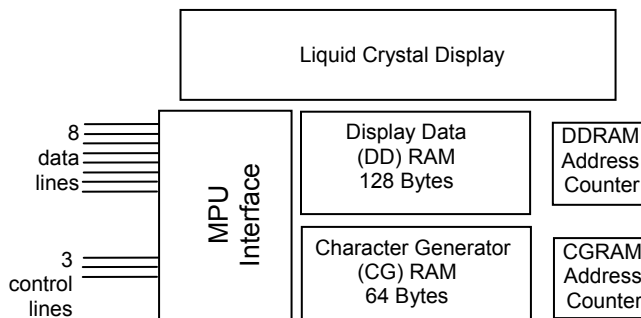 Liquid Crystal Display
8
data
lines
3
control
lines
MPU
Interface
Display Data
(DD) RAM
128 Bytes
DDRAM
Address
Counter
Character Generator
(CG) RAM
64 Bytes
CGRAM
Address
Counter